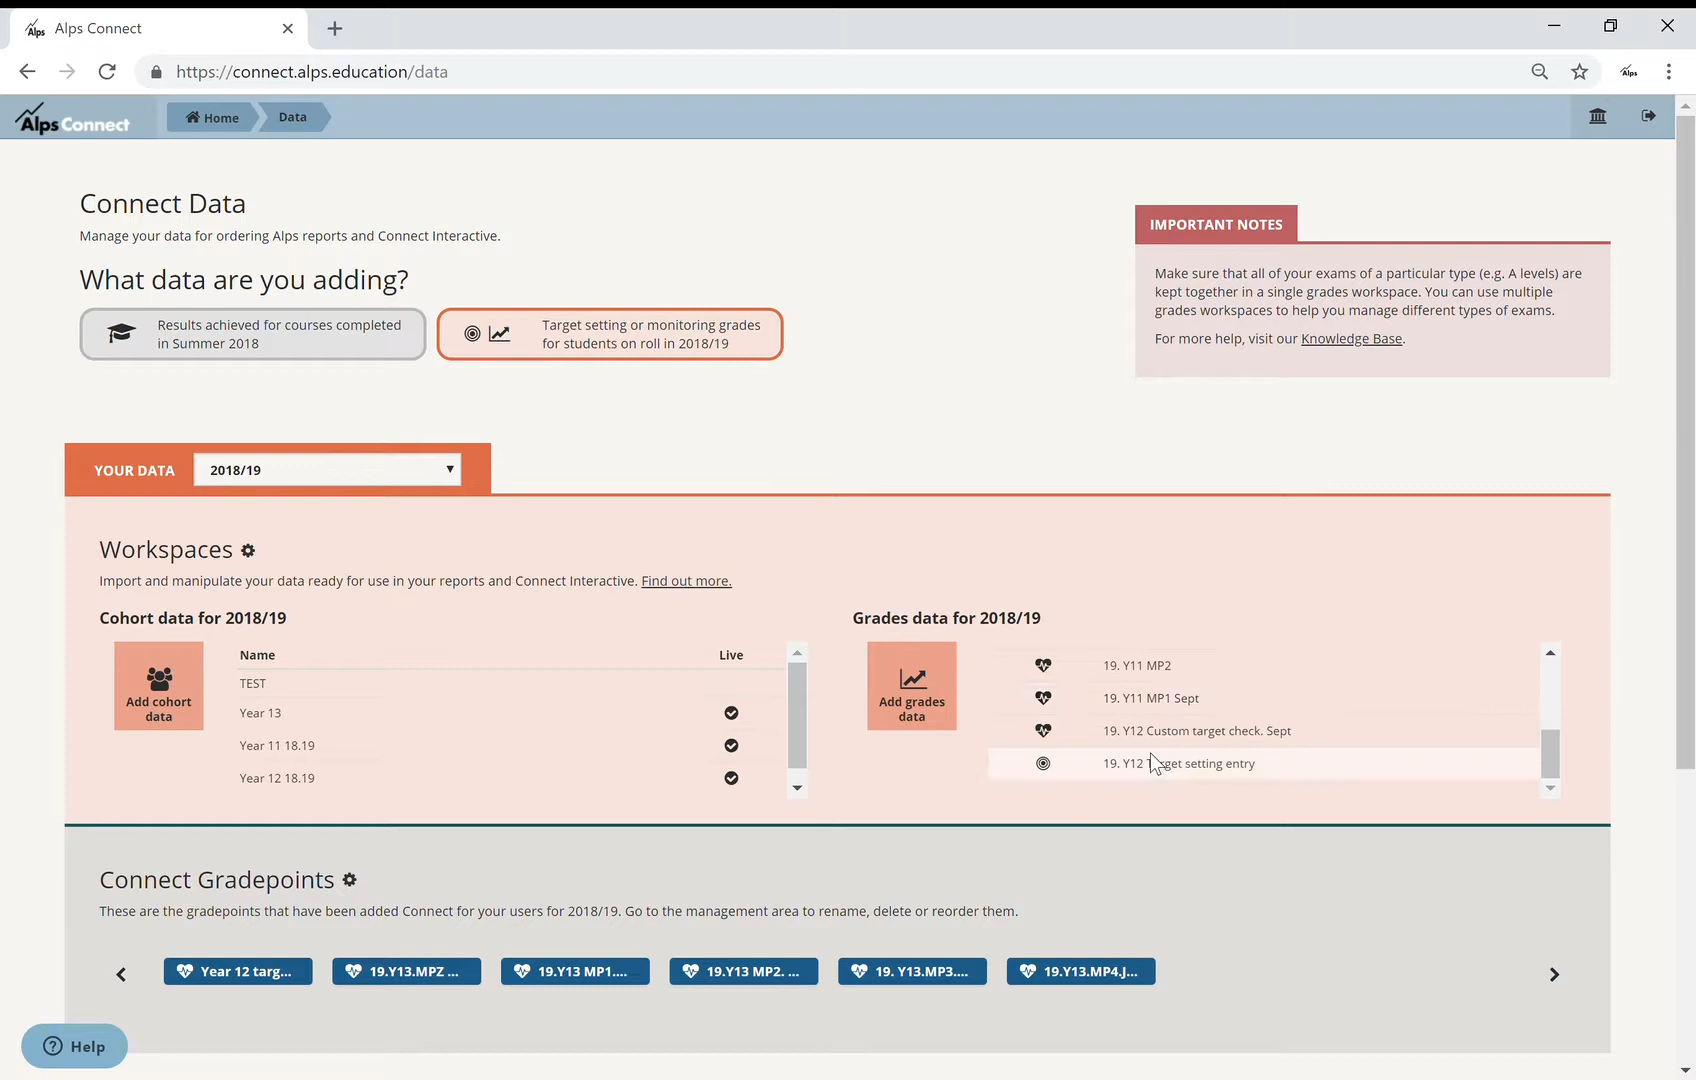 Alps Alps Connect
https://connect.alps.education/data
Alps
Alps Connect
Home
Data
Connect Data
Manage your data for ordering Alps reports and Connect Interactive.
What data are you adding?
Results achieved for courses completed
in Summer 2018
Target setting or monitoring grades
for students on roll in 2018/19
IMPORTANT NOTES
Make sure that all of your exams of a particular type (e.g. A levels) are
kept together in a single grades workspace. You can use multiple
grades workspaces to help you manage different types of exams.
For more help, visit our Knowledge Base.
YOUR DATA
2018/19
Workspaces
Import and manipulate your data ready for use in your reports and Connect Interactive. Find out more.
Cohort data for 2018/19
Add cohort
data
Name Live
TEST
Year 13
Year 11 18.19
Year 12 18.19
Grades data for 2018/19
Add grades
data
19. Y11 MP2
19. Y11 MP1 Sept
19. Y12 Custom target check. Sept
19. Y12 Target setting entry
Connect Gradepoints
These are the gradepoints that have been added Connect for your users for 2018/19. Go to the management area to rename, delete or reorder them.
Year 12 targ...
19.Y13.MPZ ...
19.Y13 MP1....
19.Y13 MP2. ...
19. Y13.MP3....
19.Y13.MP4.J...
Help